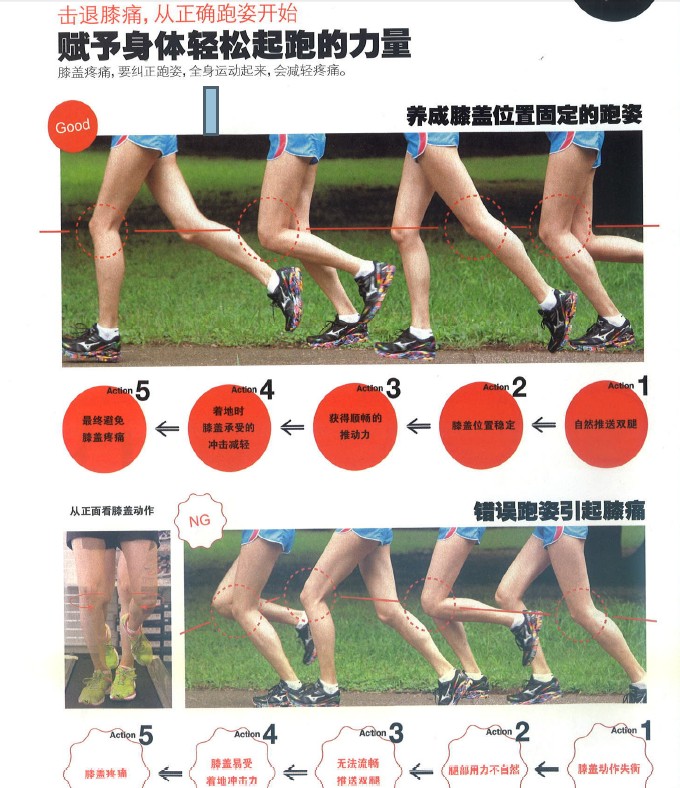 击退膝痛，从正确跑姿开始
赋予身体轻松起跑的力量
膝盖疼痛，要纠正跑姿，全身运动起来，会减轻疼痛。
Good
养成膝盖位置固定的跑姿
Action 5
最终避免
膝盖疼痛
Action 4
着地时
膝盖承受的
冲击减轻
Action 3
获得顺畅的
推动力
Action 2
膝盖位置稳定
Action 1
自然推送双腿
从正面看膝盖动作
NG
错误跑姿引起膝痛
Action 5
膝盖疼痛
Action 4
膝盖易受
着地冲击力
Action 3
无法流畅
推送双腿
Action 2
腿部用力不自然
Action 1
膝盖动作失衡